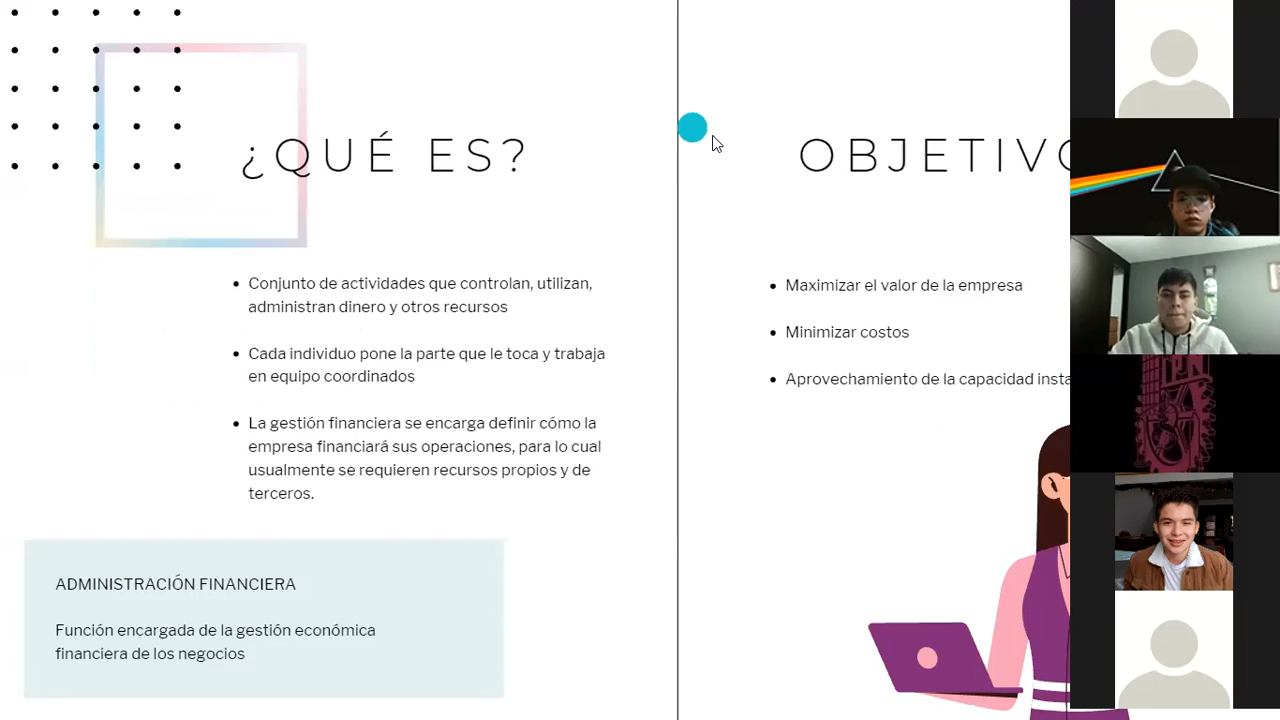 ¿QUÉ ES?
Conjunto de actividades que controlan, utilizan,
administran dinero y otros recursos
Cada individuo pone la parte que le toca y trabaja
en equipo coordinados
La gestión financiera se encarga definir cómo la
empresa financiará sus operaciones, para lo cual
usualmente se requieren recursos propios y de
terceros.
ADMINISTRACIÓN FINANCIERA
Función encargada de la gestión económica
financiera de los negocios
OBJETIVO
Maximizar el valor de la empresa
Minimizar costos
Aprovechamiento de la capacidad insta